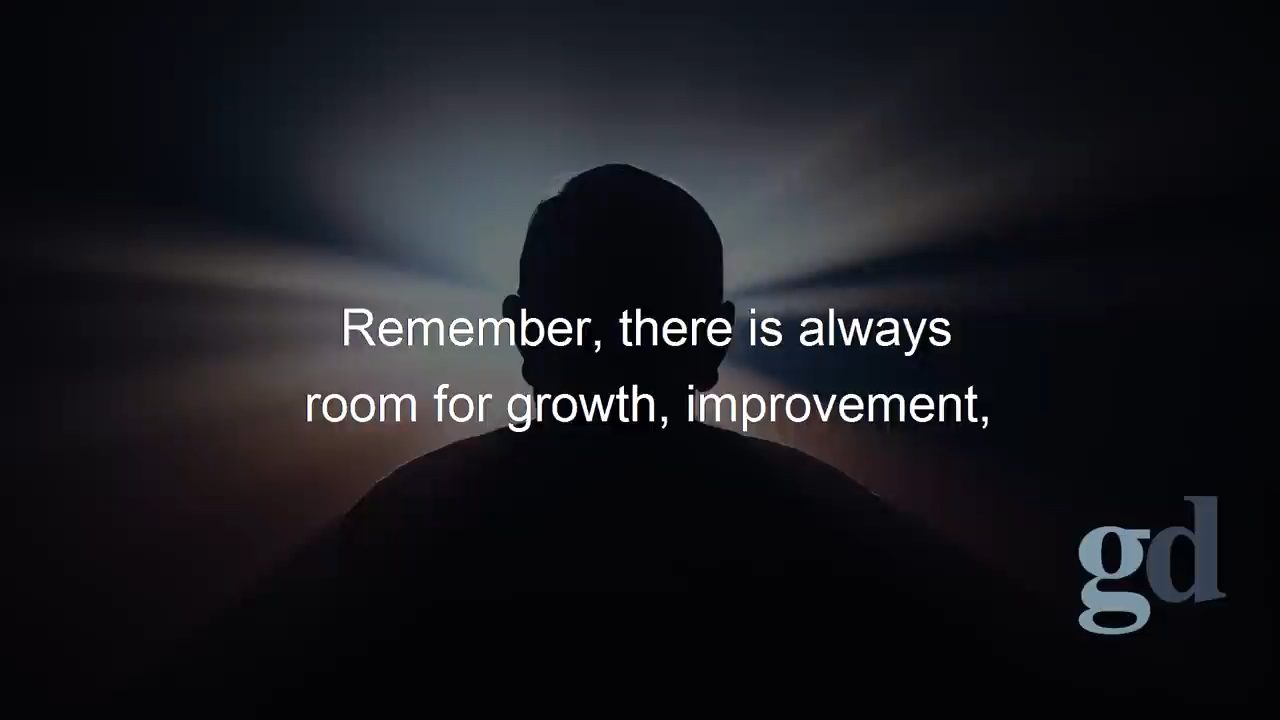 Remember, there is always
room for growth, improvement,
gd